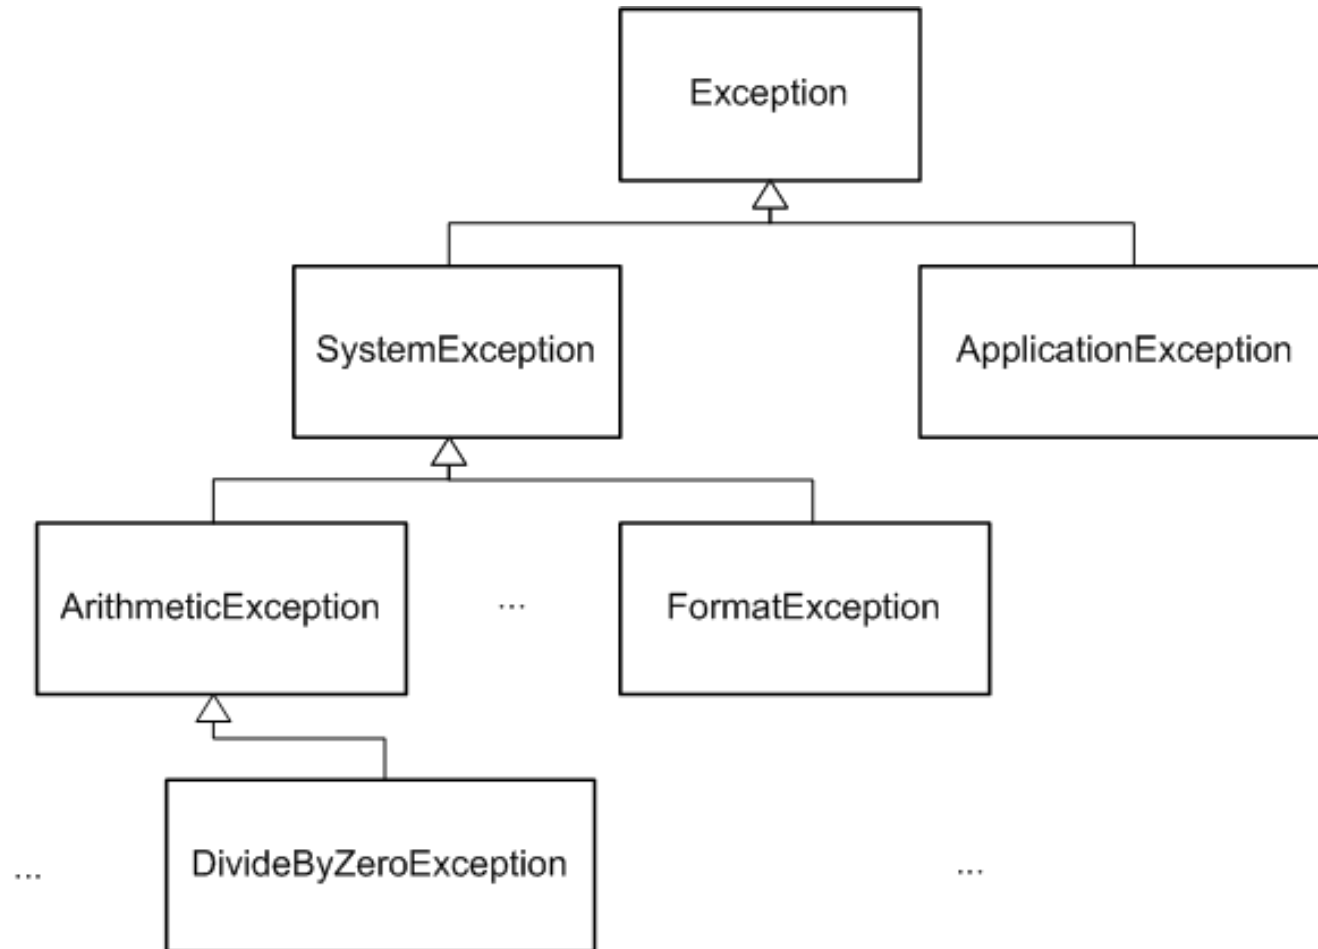 Exception
SystemException
ApplicationException
ArithmeticException
...
FormatException
...
DivideByZeroException
...